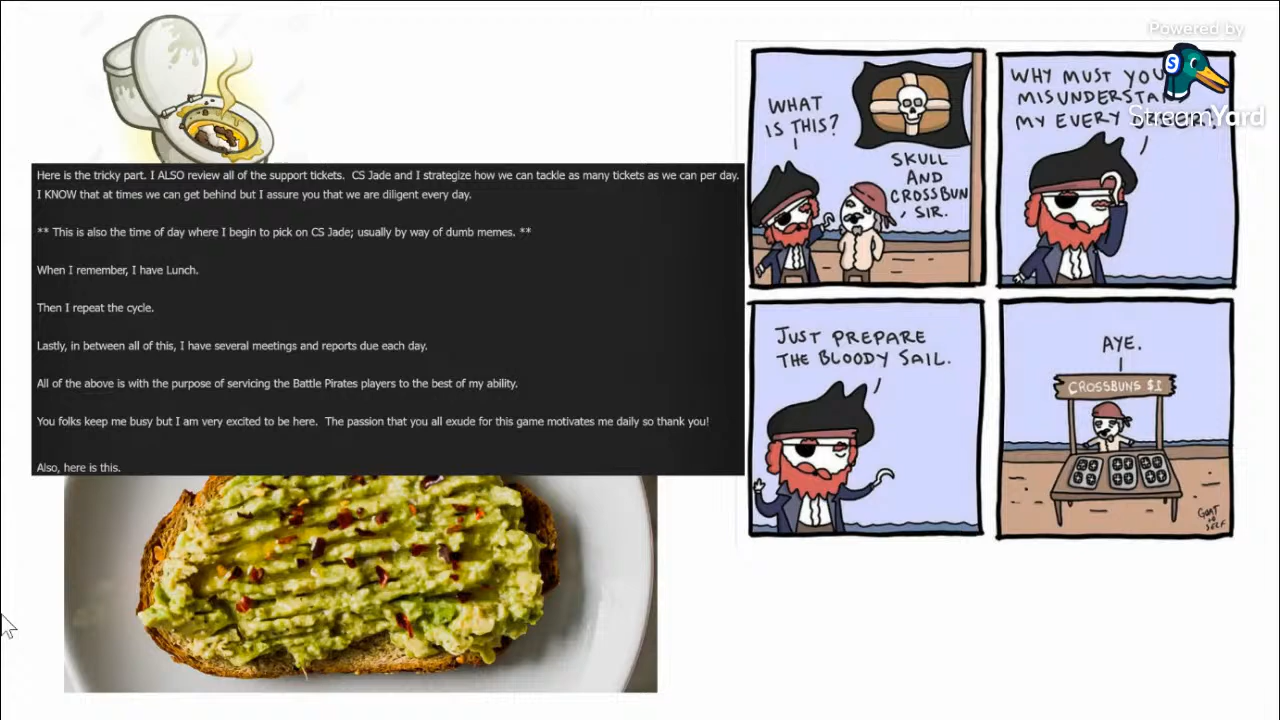 Powered by
StreamYard
Here is the tricky part. I ALSO review all of the support tickets. CS Jade and I strategize how we can tackle as many tickets as we can per day.
I KNOW that at times we can get behind but I assure you that we are diligent every day.
** This is also the time of day where I begin to pick on CS Jade; usually by way of dumb memes. **
When I remember, I have Lunch.
Then I repeat the cycle.
Lastly, in between all of this, I have several meetings and reports due each day.
All of the above is with the purpose of servicing the Battle Pirates players to the best of my ability.
You folks keep me busy but I am very excited to be here. The passion that you all exude for this game motivates me daily so thank you!
Also, here is this.
WHAT
IS THIS?
SKULL
AND
CROSSBUN
SIR.
WHY MUST YOU
MISUNDERSTAND
MY EVERY ORDER?
JUST PREPARE
THE BLOODY SAIL.
AYE.
CROSSBUNS $1
GOAT
TO
SELF